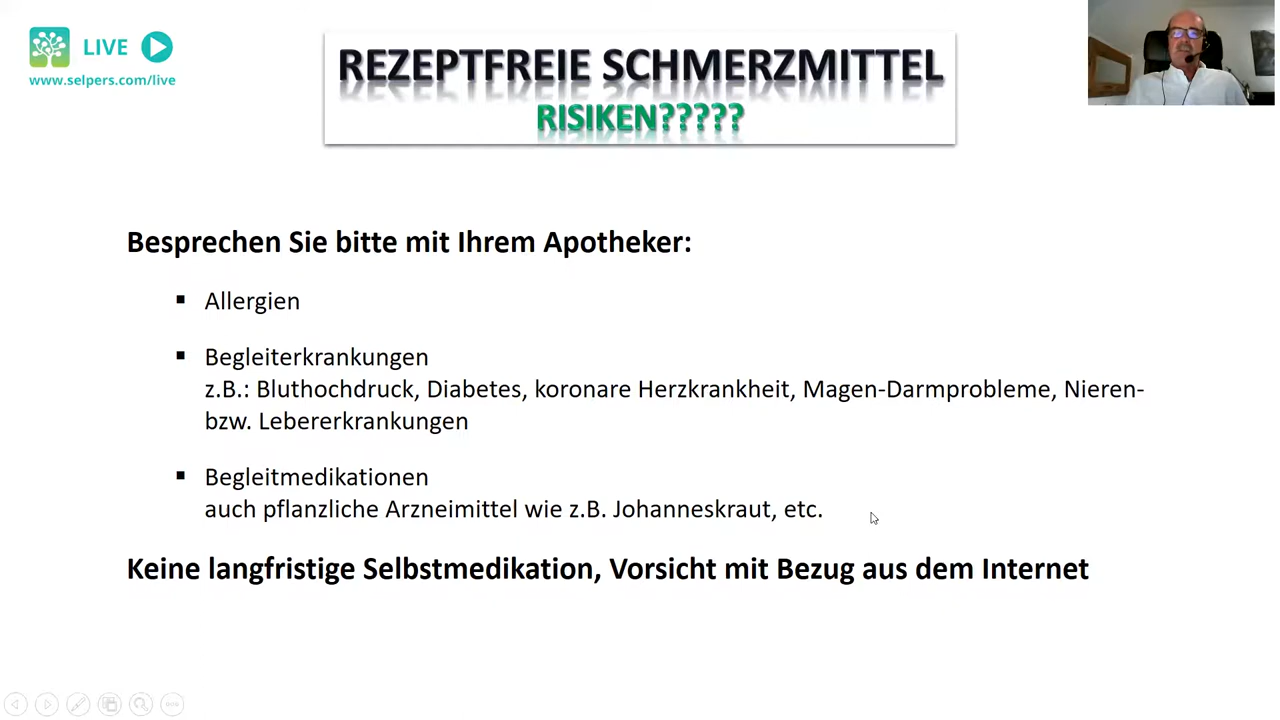 LIVE
www.selpers.com/live
REZEPTFREIE SCHMERZMITTEL
RISIKEN?????
Besprechen Sie bitte mit Ihrem Apotheker:
Allergien
Begleiterkrankungen
z.B.: Bluthochdruck, Diabetes, koronare Herzkrankheit, Magen-Darmprobleme, Nieren-
bzw. Lebererkrankungen
Begleitmedikationen
auch pflanzliche Arzneimittel wie z.B. Johanneskraut, etc.
Keine langfristige Selbstmedikation, Vorsicht mit Bezug aus dem Internet